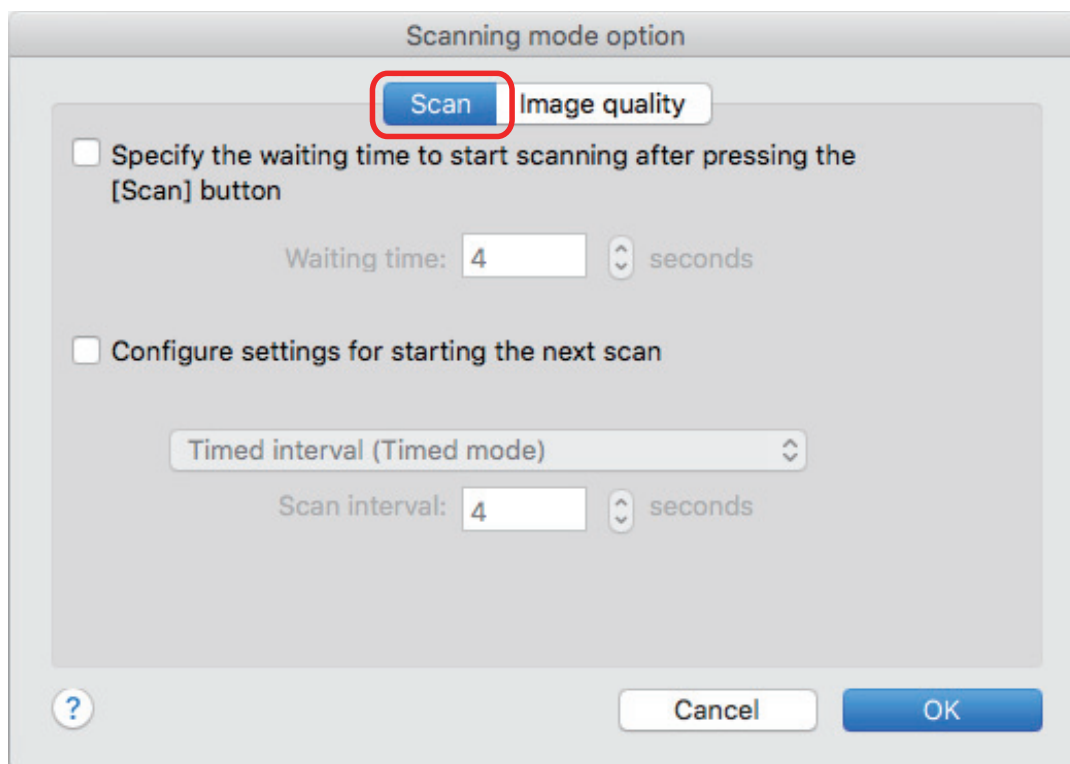 Scanning mode option
Scan Image quality
Specify the waiting time to start scanning after pressing the
[Scan] button
Waiting time: 4 seconds
Configure settings for starting the next scan
Timed interval (Timed mode)
Scan interval: 4 seconds
? Cancel OK